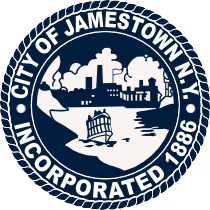 CITY OF JAMESTOWN N.Y.
INCORPORATED 1886